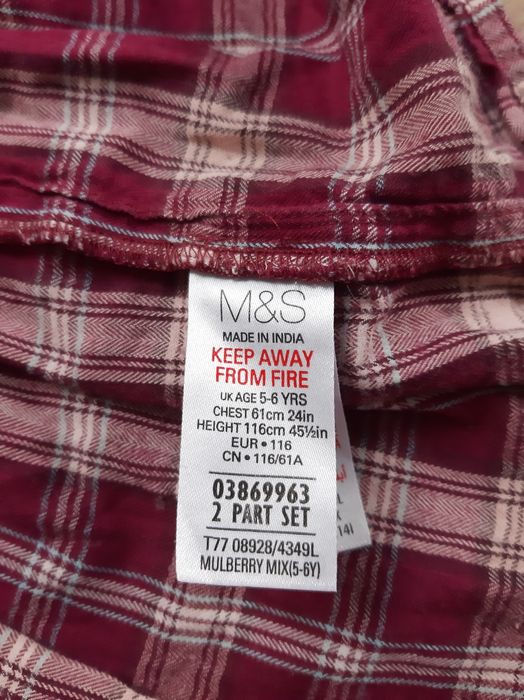 M&S
MADE IN INDIA
KEEP AWAY
FROM FIRE
UK AGE 5-6 YRS
CHEST 61cm 24in
HEIGHT 116cm 45½in
EUR • 116
CN • 116/61A
03869963
2 PART SET
T77 08928/4349L
MULBERRY MIX(5-6Y)